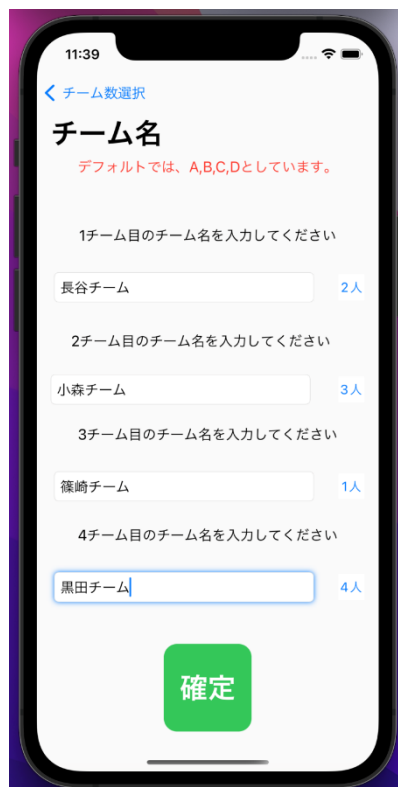 11:39
チーム数選択
チーム名
デフォルトでは、A,B,C,Dとしています。
1チーム目のチーム名を入力してください
長谷チーム 2人
2チーム目のチーム名を入力してください
小森チーム 3人
3チーム目のチーム名を入力してください
篠崎チーム 1人
4チーム目のチーム名を入力してください
黒田チーム 4人
確定